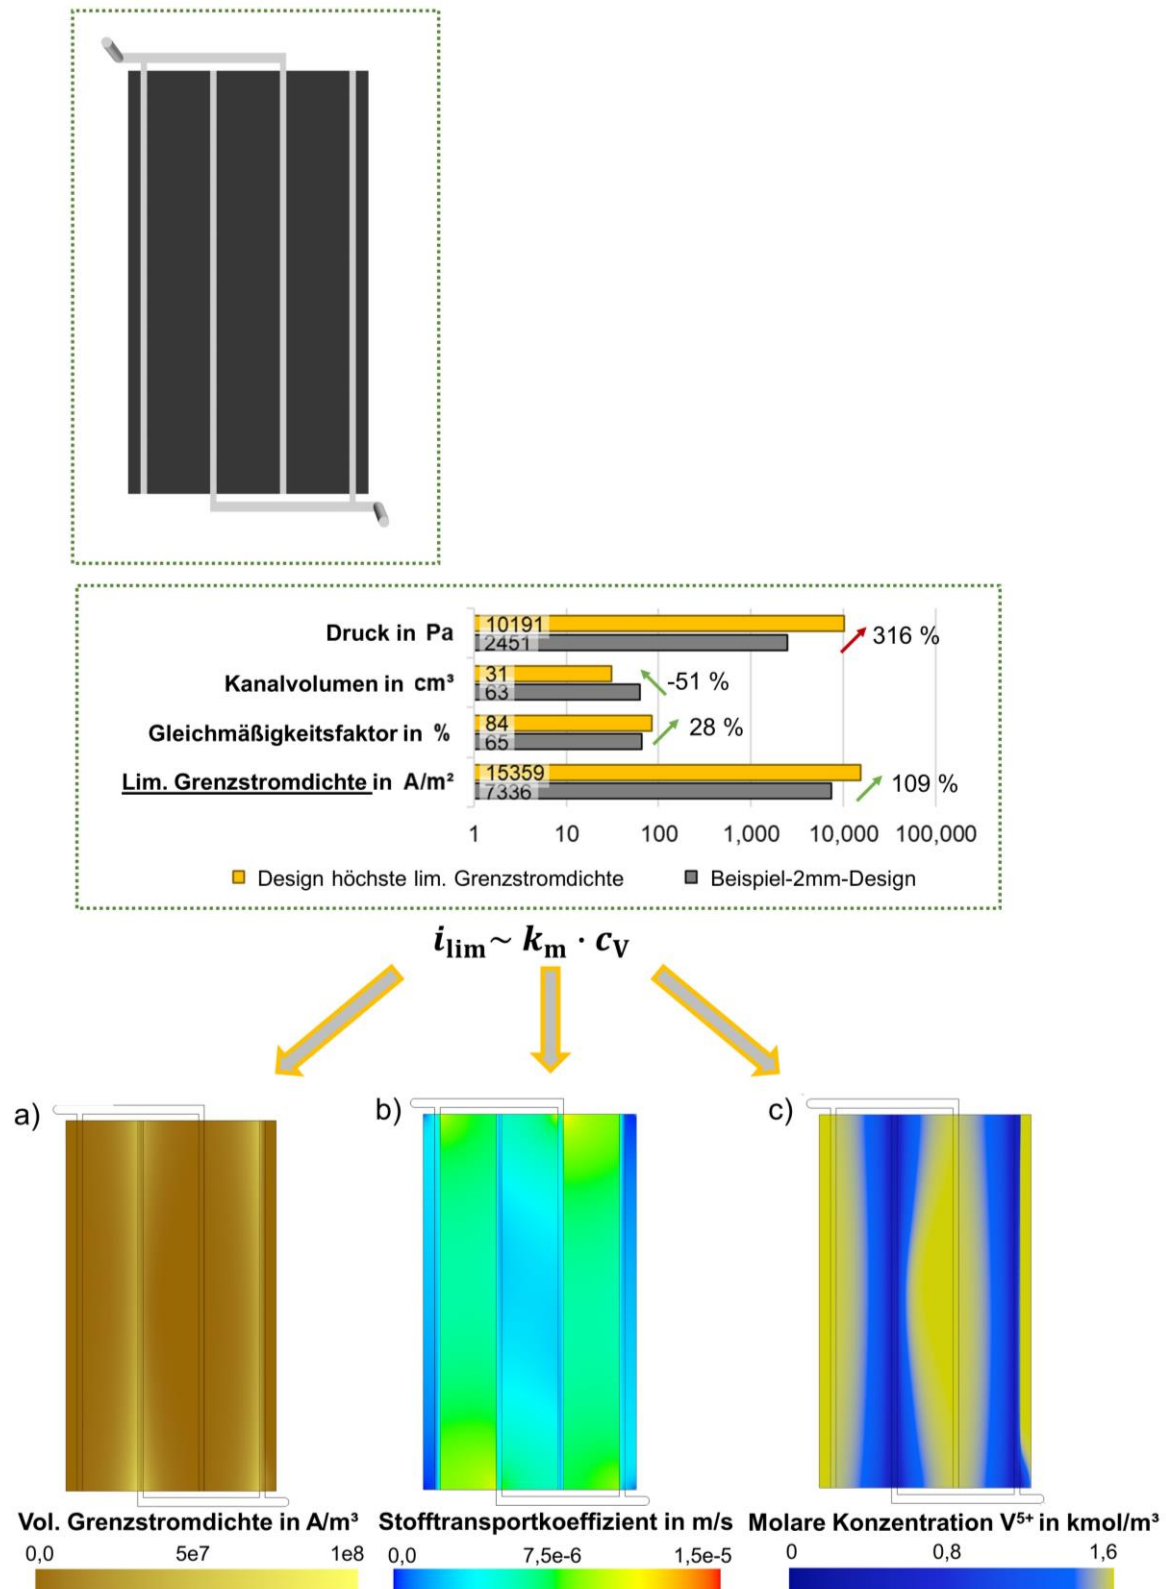 Druck in Pa
10191
2451
316 %
Kanalvolumen in cm³
31
63
-51 %
Gleichmäßigkeitsfaktor in %
84
65
28 %
Lim. Grenzstromdichte in A/m²
15359
7336
109 %
1 10 100 1,000 10,000 100,000
Design höchste lim. Grenzstromdichte Beispiel-2mm-Design
i_lim ~ k_m · c_V
a) b) c)
Vol. Grenzstromdichte in A/m³ Stofftransportkoeffizient in m/s Molare Konzentration V⁵⁺ in kmol/m³
0,0 5e7 1e8 0,0 7,5e-6 1,5e-5 0 0,8 1,6